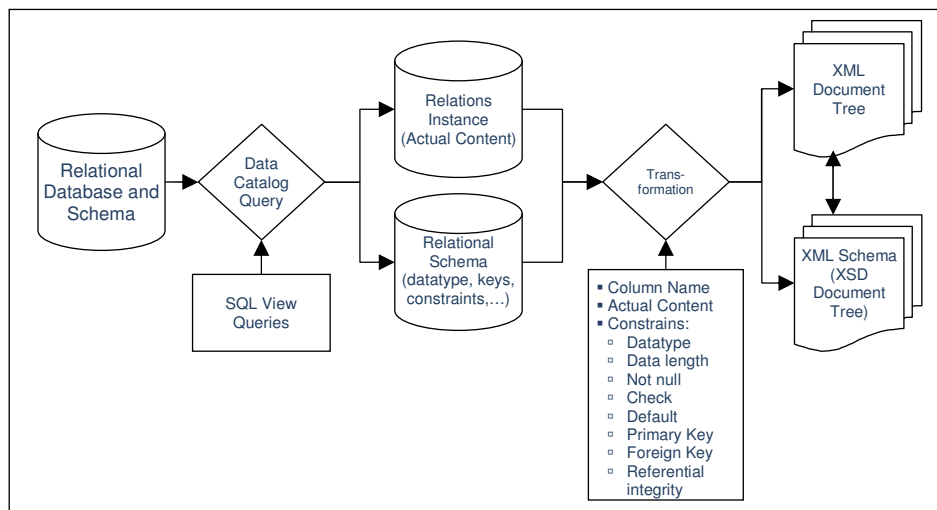 Relational
Database and
Schema
Data
Catalog
Query
SQL View
Queries
Relations
Instance
(Actual Content)
Relational
Schema
(datatype, keys,
constraints,…)
Trans-
formation
▪ Column Name
▪ Actual Content
▪ Constrains:
▫ Datatype
▫ Data length
▫ Not null
▫ Check
▫ Default
▫ Primary Key
▫ Foreign Key
▫ Referential
integrity
XML
Document
Tree
XML Schema
(XSD
Document
Tree)